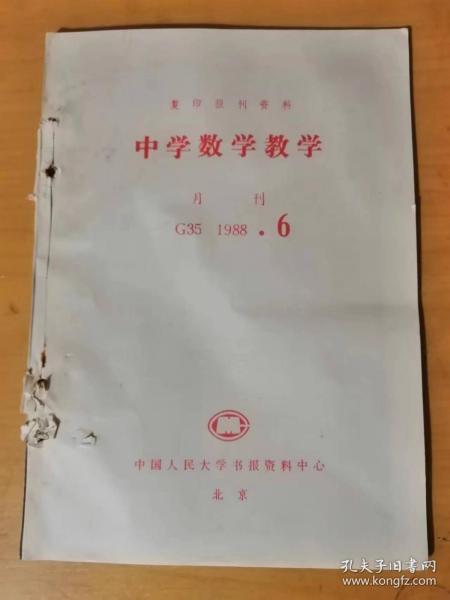 复印报刊资料
中学数学教学
月 刊
G35 1988.6
中国人民大学书报资料中心
北京
孔夫子旧书网
www.kongfz.com